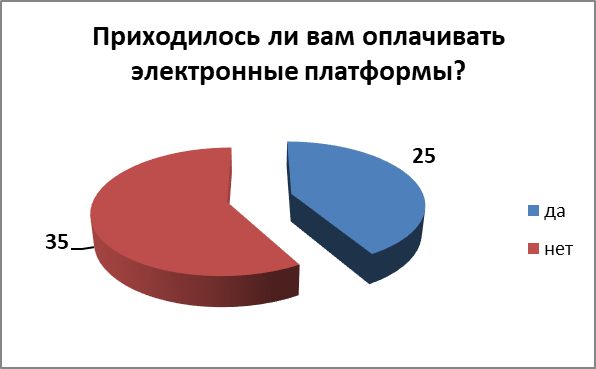 Приходилось ли вам оплачивать
электронные платформы?
25
35
да
нет